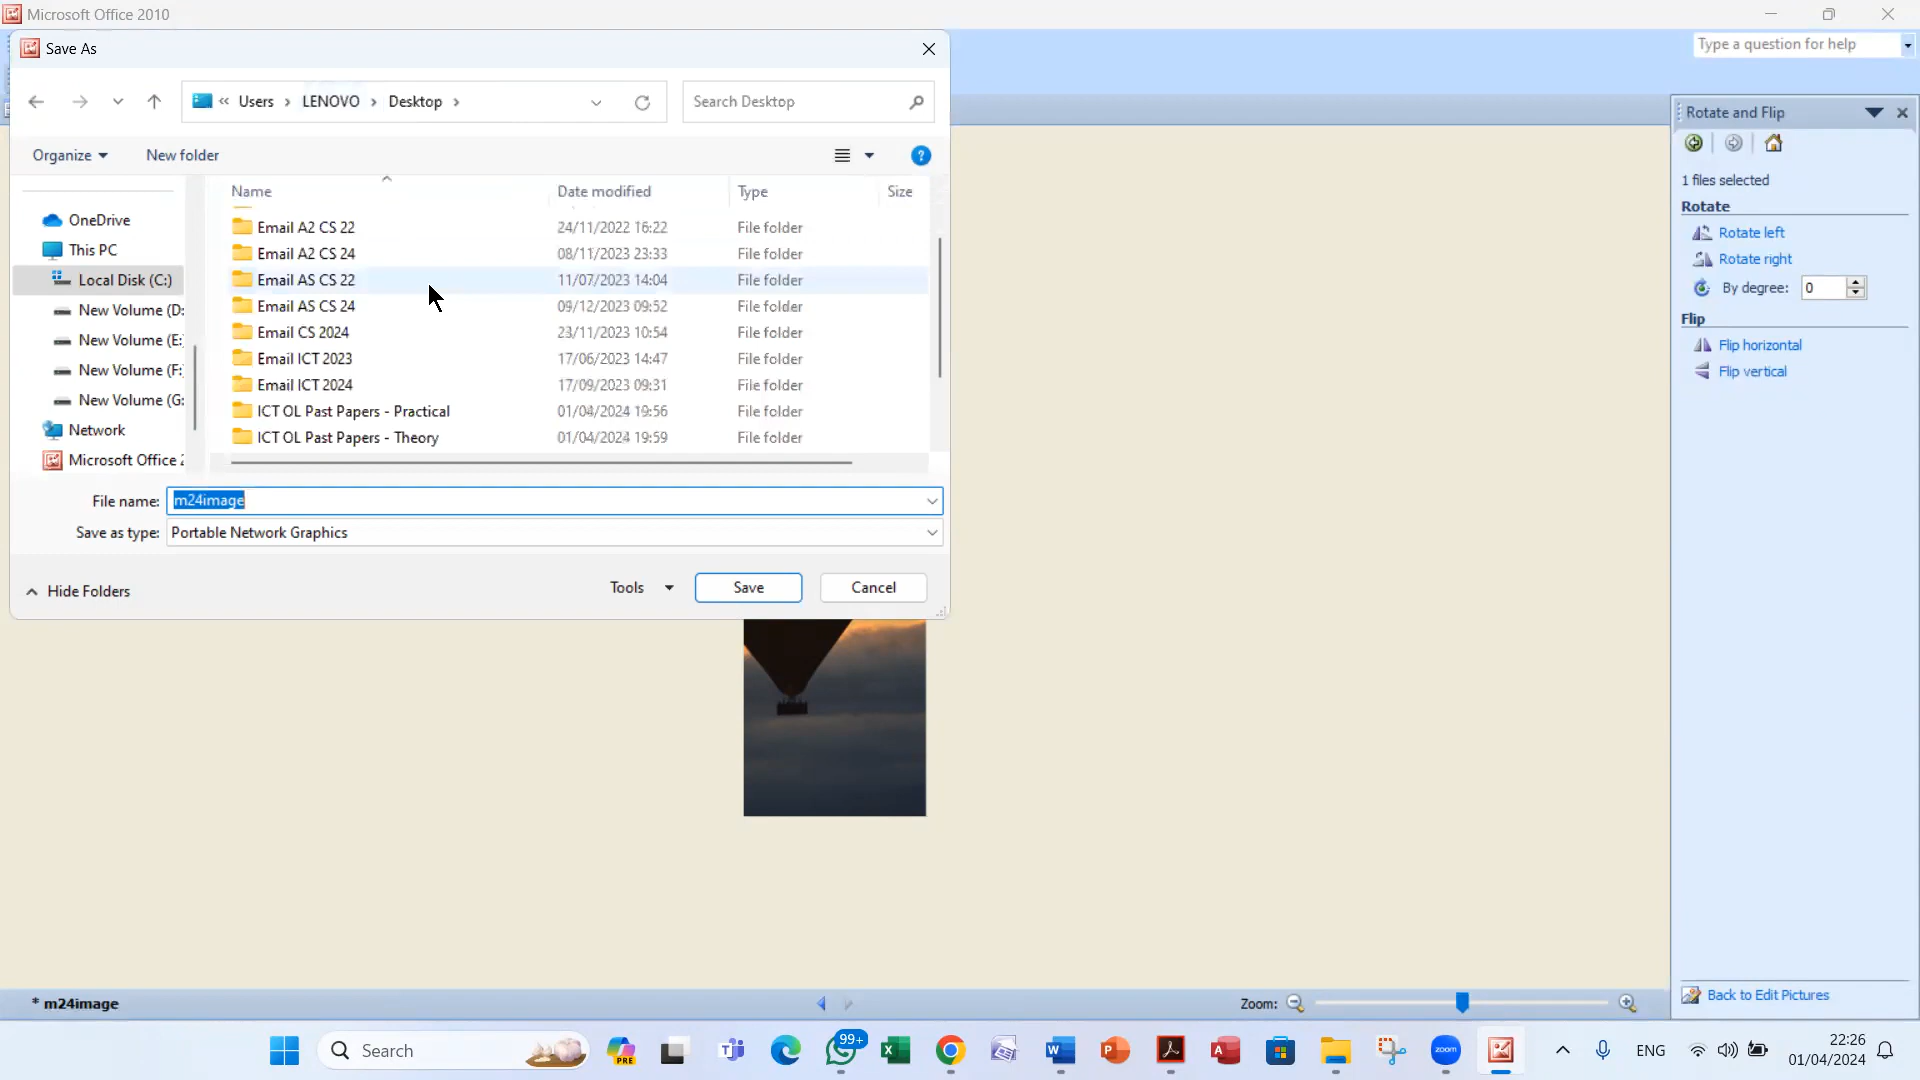 Microsoft Office 2010
Save As
Type a question for help
« Users > LENOVO > Desktop >
Search Desktop
Rotate and Flip
Organize
New folder
?
1 files selected
Name
Date modified
Type
Size
Rotate
OneDrive
Email A2 CS 22
24/11/2022 16:22
File folder
Rotate left
This PC
Email A2 CS 24
08/11/2023 23:33
File folder
Rotate right
Local Disk (C:)
Email AS CS 22
11/07/2023 14:04
File folder
By degree:
0
New Volume (D:
Email AS CS 24
09/12/2023 09:52
File folder
Flip
New Volume (E:
Email CS 2024
23/11/2023 10:54
File folder
Flip horizontal
New Volume (F:
Email ICT 2023
17/06/2023 14:47
File folder
Flip vertical
Email ICT 2024
17/09/2023 09:31
File folder
New Volume (G:
ICT OL Past Papers - Practical
01/04/2024 19:56
File folder
Network
ICT OL Past Papers - Theory
01/04/2024 19:59
File folder
Microsoft Office 2
File name:
m24image
Save as type:
Portable Network Graphics
Hide Folders
Tools
Save
Cancel
* m24image
Zoom:
Back to Edit Pictures
Search
PRE
99+
zoom
ENG
22:26
01/04/2024